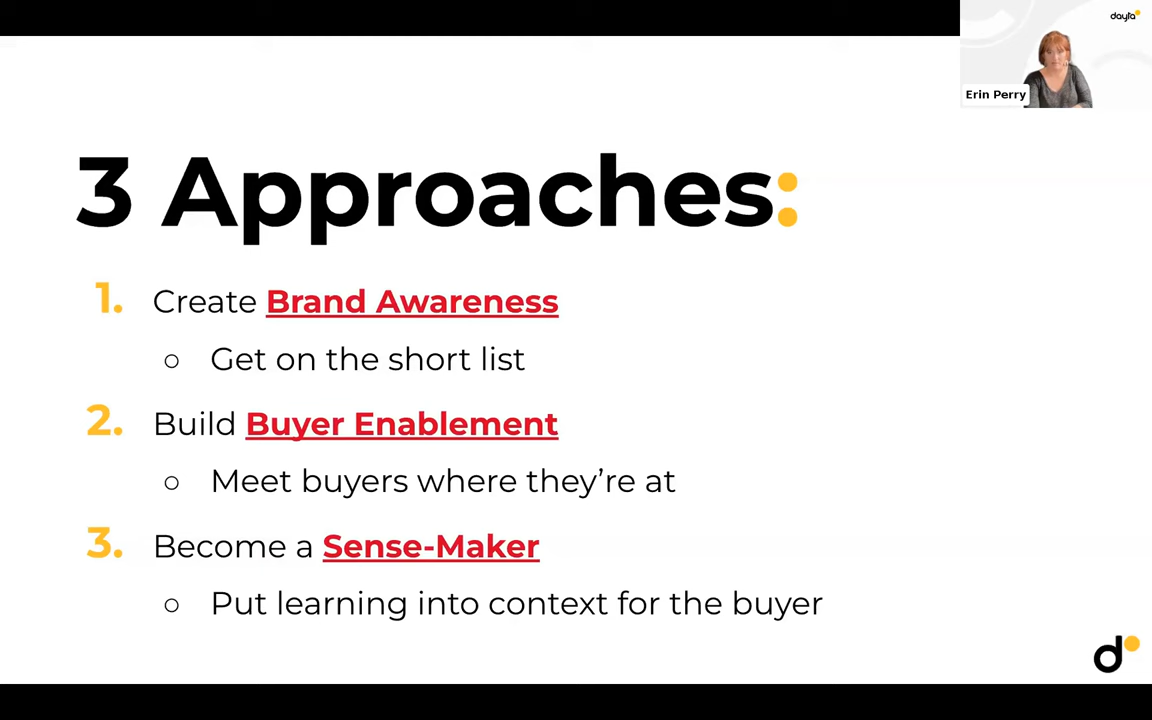 dayta
Erin Perry
3 Approaches:
1. Create Brand Awareness
○ Get on the short list
2. Build Buyer Enablement
○ Meet buyers where they’re at
3. Become a Sense-Maker
○ Put learning into context for the buyer
d